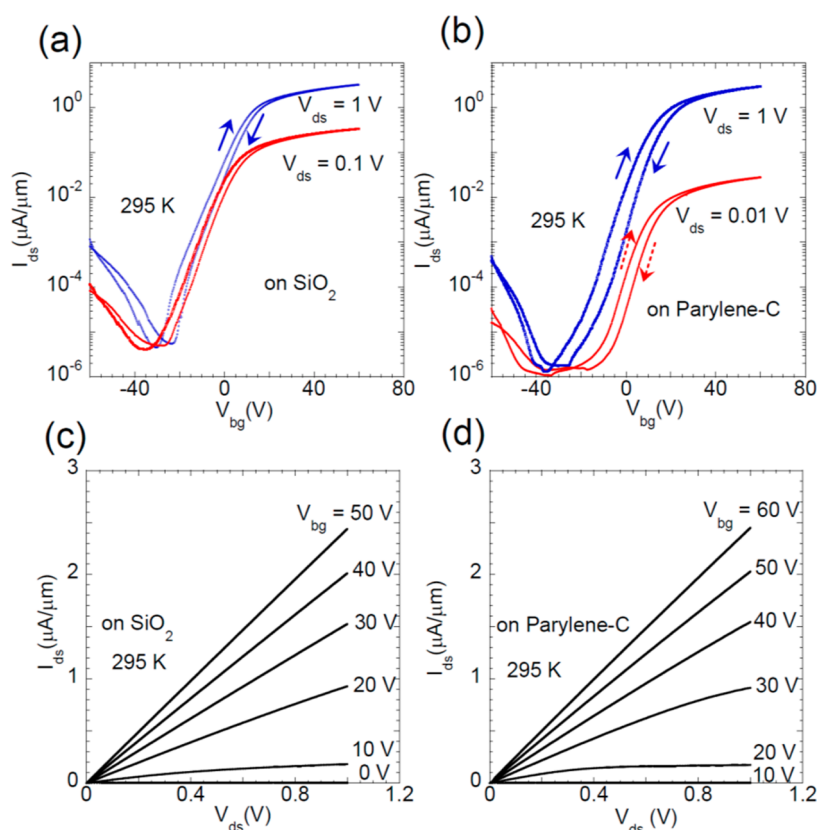 (a)
I_ds(μA/μm)
10^0
10^-2
10^-4
10^-6
V_ds = 1 V
V_ds = 0.1 V
295 K
on SiO_2
-40 0 40 80
V_bg(V)
(b)
I_ds(μA/μm)
10^0
10^-2
10^-4
10^-6
V_ds = 1 V
295 K
V_ds = 0.01 V
on Parylene-C
-40 0 40 80
V_bg(V)
(c)
I_ds(μA/μm)
3
2
1
0
V_bg = 50 V
40 V
on SiO_2
30 V
295 K
20 V
10 V
0 V
0 0.4 0.8 1.2
V_ds(V)
(d)
I_ds(μA/μm)
3
2
1
0
V_bg = 60 V
50 V
on Parylene-C
40 V
295 K
30 V
20 V
10 V
0 0.4 0.8 1.2
V_ds(V)